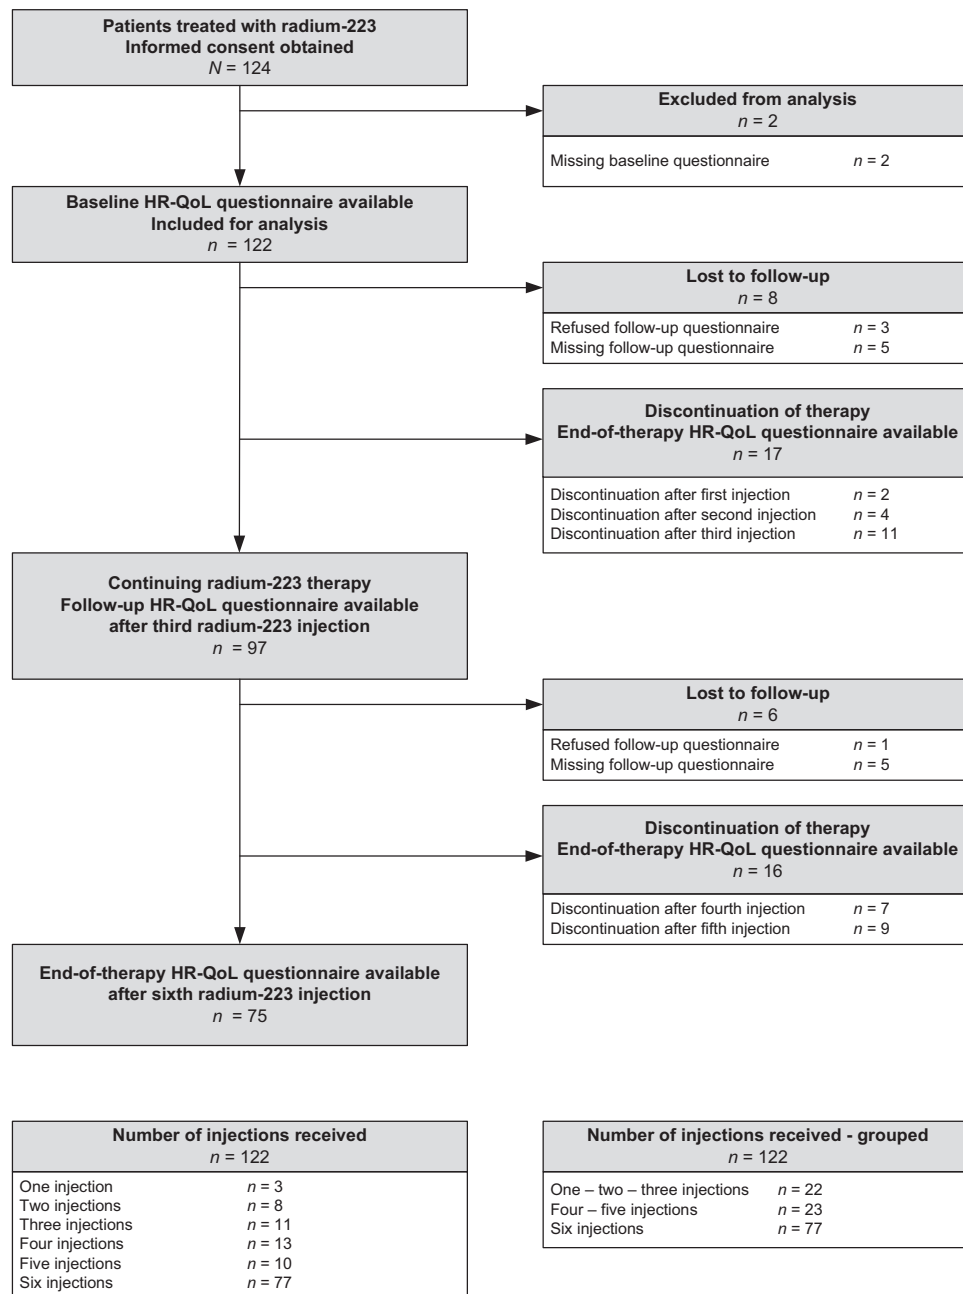 Patients treated with radium-223
Informed consent obtained
N = 124
Excluded from analysis
n = 2
Missing baseline questionnaire n = 2
Baseline HR-QoL questionnaire available
Included for analysis
n = 122
Lost to follow-up
n = 8
Refused follow-up questionnaire n = 3
Missing follow-up questionnaire n = 5
Discontinuation of therapy
End-of-therapy HR-QoL questionnaire available
n = 17
Discontinuation after first injection n = 2
Discontinuation after second injection n = 4
Discontinuation after third injection n = 11
Continuing radium-223 therapy
Follow-up HR-QoL questionnaire available
after third radium-223 injection
n = 97
Lost to follow-up
n = 6
Refused follow-up questionnaire n = 1
Missing follow-up questionnaire n = 5
Discontinuation of therapy
End-of-therapy HR-QoL questionnaire available
n = 16
Discontinuation after fourth injection n = 7
Discontinuation after fifth injection n = 9
End-of-therapy HR-QoL questionnaire available
after sixth radium-223 injection
n = 75
Number of injections received
n = 122
One injection n = 3
Two injections n = 8
Three injections n = 11
Four injections n = 13
Five injections n = 10
Six injections n = 77
Number of injections received - grouped
n = 122
One – two – three injections n = 22
Four – five injections n = 23
Six injections n = 77